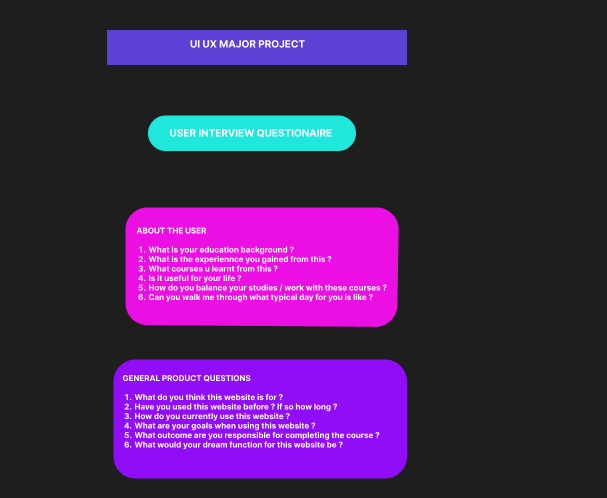 UI UX MAJOR PROJECT
USER INTERVIEW QUESTIONAIRE
ABOUT THE USER
1. What is your education background ?
2. What is the experiennce you gained from this ?
3. What courses u learnt from this ?
4. Is it useful for your life ?
5. How do you balance your studies / work with these courses ?
6. Can you walk me through what typical day for you is like ?
GENERAL PRODUCT QUESTIONS
1. What do you think this website is for ?
2. Have you used this website before ? If so how long ?
3. How do you currently use this website ?
4. What are your goals when using this website ?
5. What outcome are you responsible for completing the course ?
6. What would your dream function for this website be ?